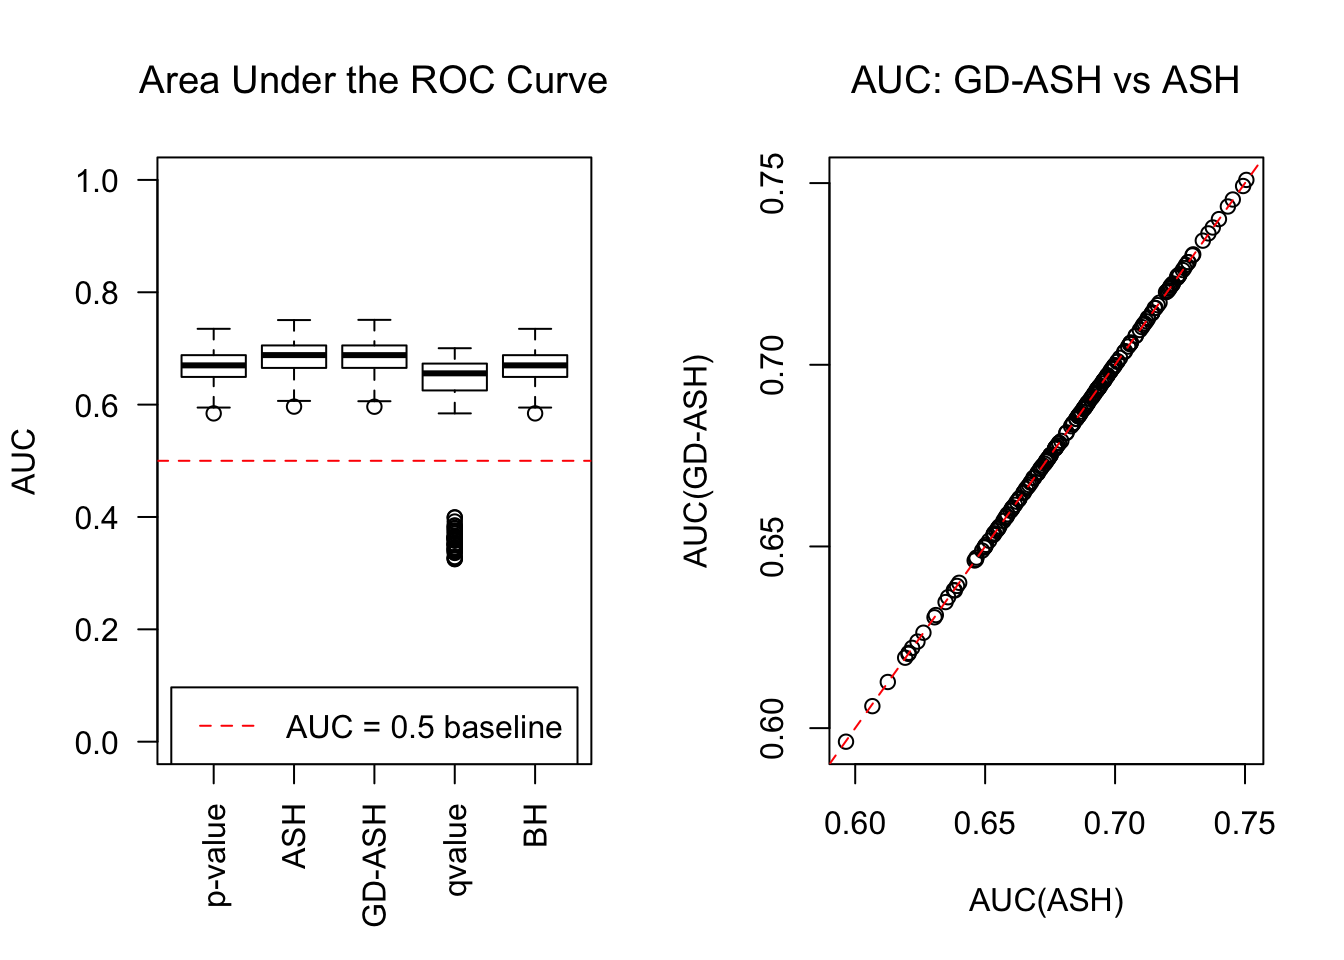 Area Under the ROC Curve
AUC
1.0
0.8
0.6
0.4
0.2
0.0
AUC = 0.5 baseline
p-value
ASH
GD-ASH
qvalue
BH
AUC: GD-ASH vs ASH
AUC(GD-ASH)
0.75
0.70
0.65
0.60
0.60 0.65 0.70 0.75
AUC(ASH)